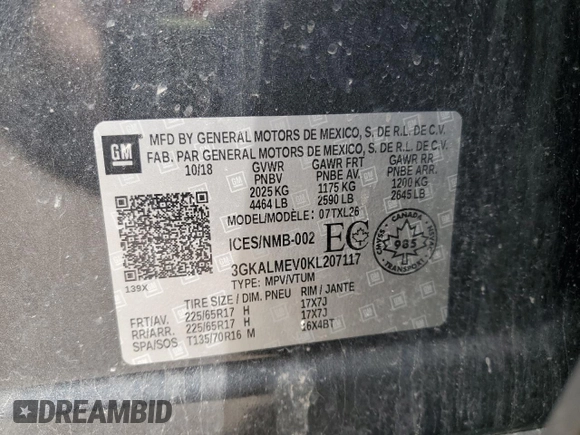 GM
MFD BY GENERAL MOTORS DE MEXICO, S. DE R.L. DE C.V.
FAB. PAR GENERAL MOTORS DE MEXICO, S. DE R.L. DE C.V.
10/18 GVWR GAWR FRT GAWR RR
PNBV PNBE AV. PNBE ARR.
2025 KG 1175 KG 1200 KG
4464 LB 2590 LB 2645 LB
MODEL/MODÈLE: 07TXL26
ICES/NMB-002 EC
CANADA
985
CMVSS NSVAC
3GKALMEV0KL207117
139X TYPE: MPV/VTUM
TIRE SIZE / DIM. PNEU RIM / JANTE
FRT/AV. 225/65R17 H 17X7J
RR/ARR. 225/65R17 H 17X7J
SPA/SOS T135/70R16 M 16X4BT
DREAMBID